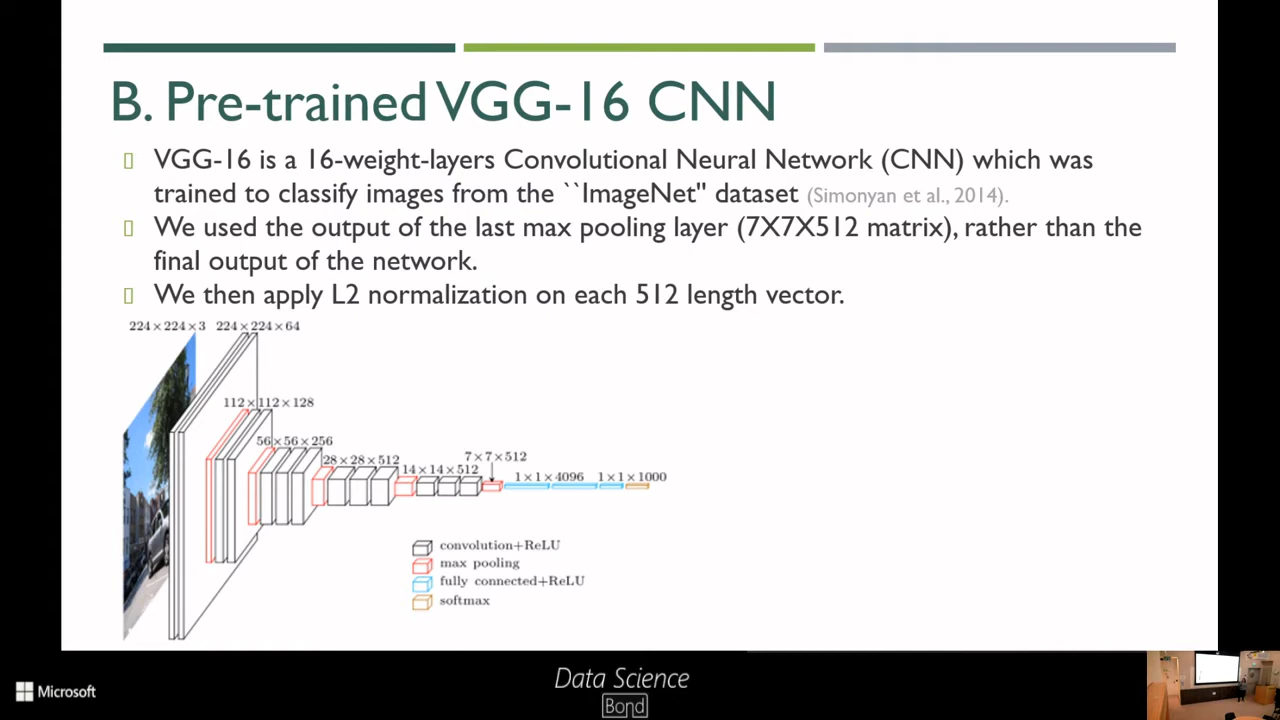 B. Pre-trained VGG-16 CNN
VGG-16 is a 16-weight-layers Convolutional Neural Network (CNN) which was
trained to classify images from the ``ImageNet" dataset (Simonyan et al., 2014).
We used the output of the last max pooling layer (7X7X512 matrix), rather than the
final output of the network.
We then apply L2 normalization on each 512 length vector.
224×224×3 224×224×64
112×112×128
56×56×256
28×28×512
14×14×512
7×7×512
1×1×4096 1×1×1000
convolution+ReLU
max pooling
fully connected+ReLU
softmax
Microsoft
Data Science
Bond